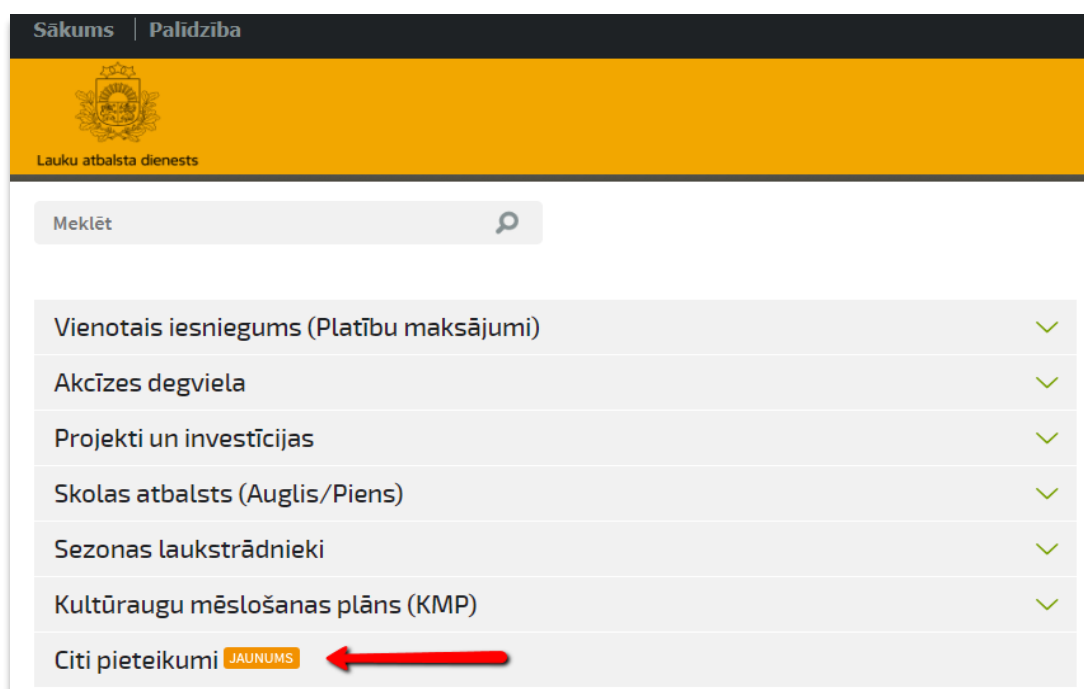 Sākums Palīdzība
Lauku atbalsta dienests
Meklēt
Vienotais iesniegums (Platību maksājumi)
Akcīzes degviela
Projekti un investīcijas
Skolas atbalsts (Auglis/Piens)
Sezonas laukstrādnieki
Kultūraugu mēslošanas plāns (KMP)
Citi pieteikumi JAUNUMS